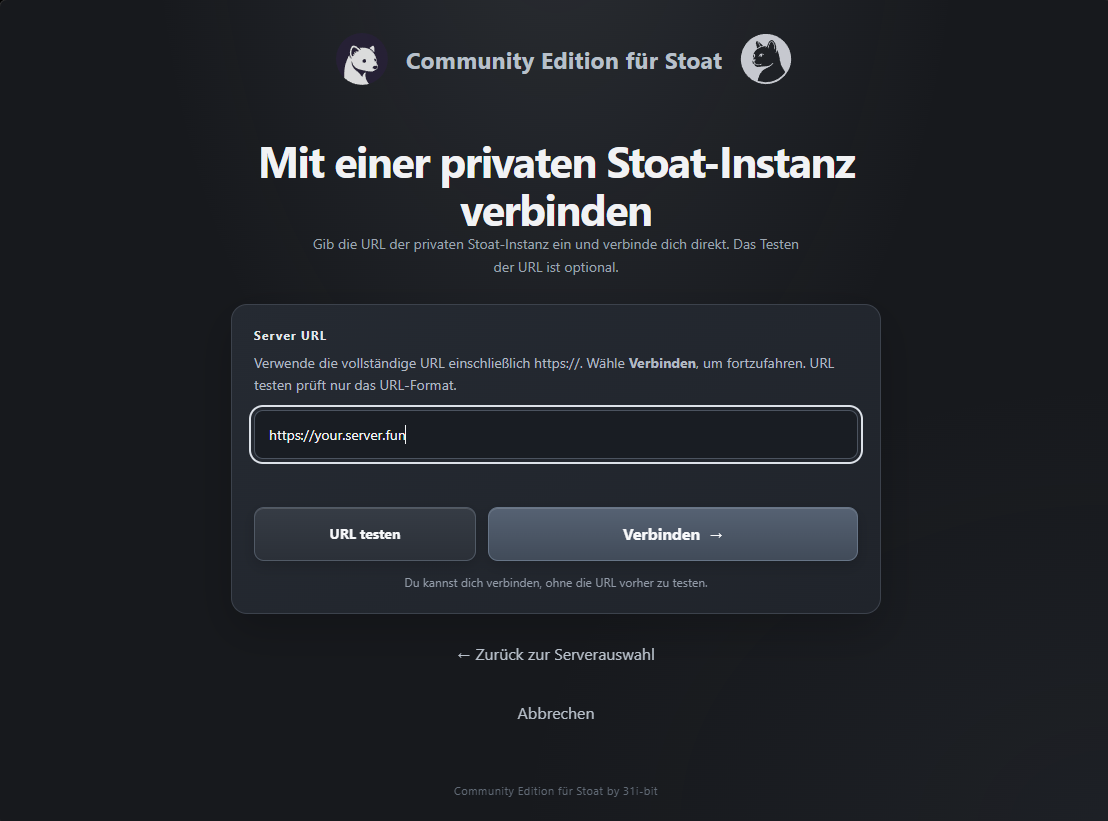 Community Edition für Stoat
Mit einer privaten Stoat-Instanz
verbinden
Gib die URL der privaten Stoat-Instanz ein und verbinde dich direkt. Das Testen
der URL ist optional.
Server URL
Verwende die vollständige URL einschließlich https://. Wähle Verbinden, um fortzufahren. URL
testen prüft nur das URL-Format.
https://your.server.fun
URL testen
Verbinden →
Du kannst dich verbinden, ohne die URL vorher zu testen.
← Zurück zur Serverauswahl
Abbrechen
Community Edition für Stoat by 31i-bit